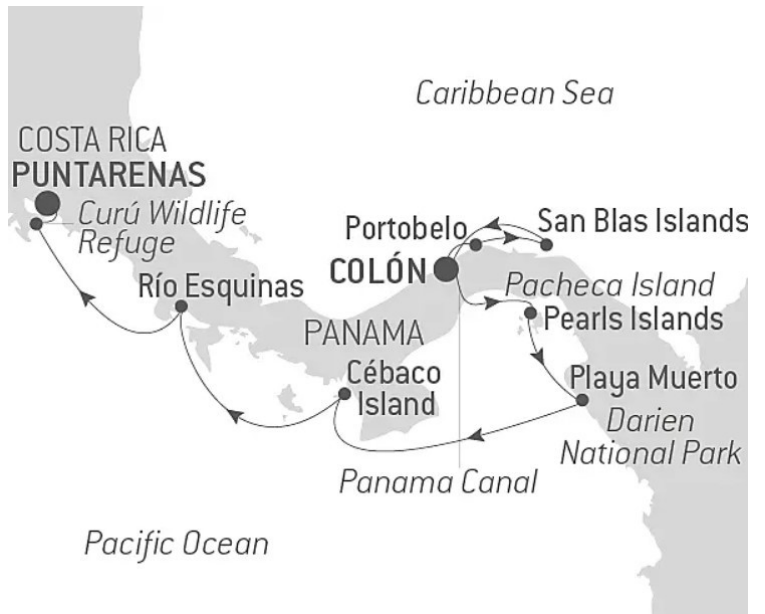 Caribbean Sea
COSTA RICA
PUNTARENAS
Curú Wildlife
Refuge
Portobelo
San Blas Islands
COLÓN
Río Esquinas
Pacheca Island
Pearls Islands
PANAMA
Cébaco
Island
Playa Muerto
Darien
National Park
Panama Canal
Pacific Ocean